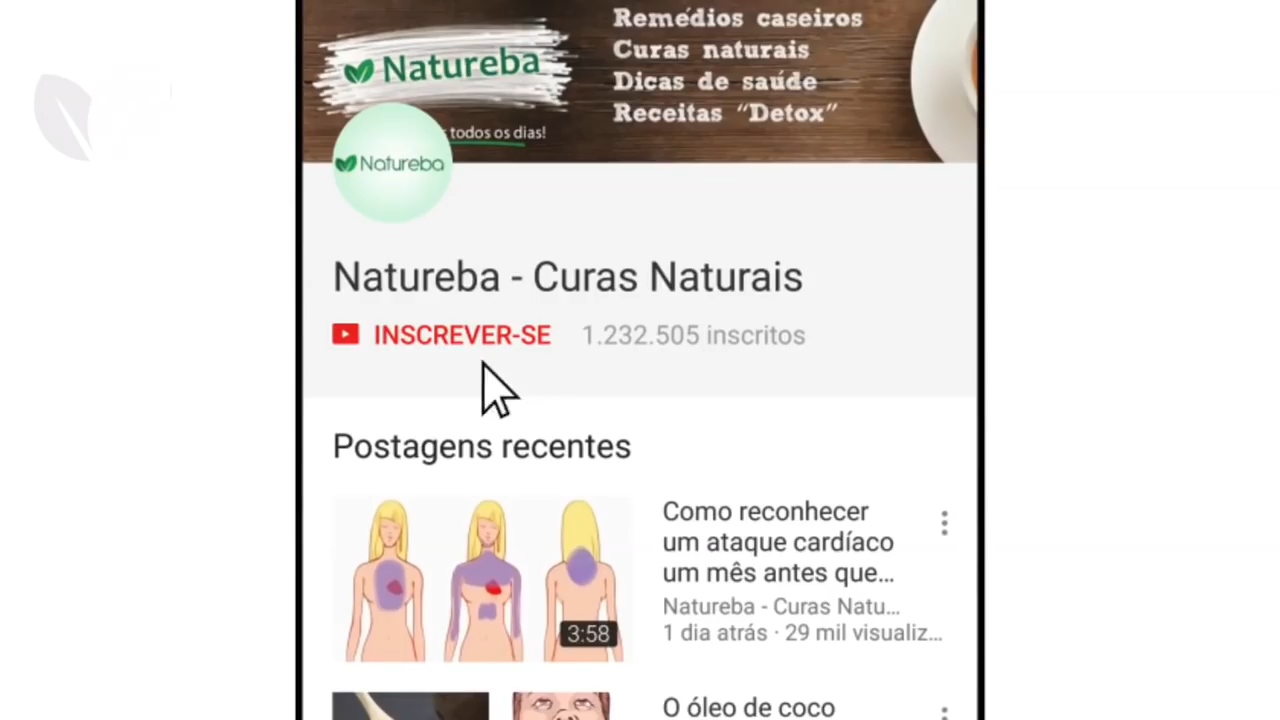 Remédios caseiros
Curas naturais
Dicas de saúde
Receitas “Detox”
Natureba
todos os dias!
Natureba
Natureba - Curas Naturais
INSCREVER-SE 1.232.505 inscritos
Postagens recentes
Como reconhecer
um ataque cardíaco
um mês antes que...
Natureba - Curas Natu...
1 dia atrás · 29 mil visualiz...
3:58
O óleo de coco